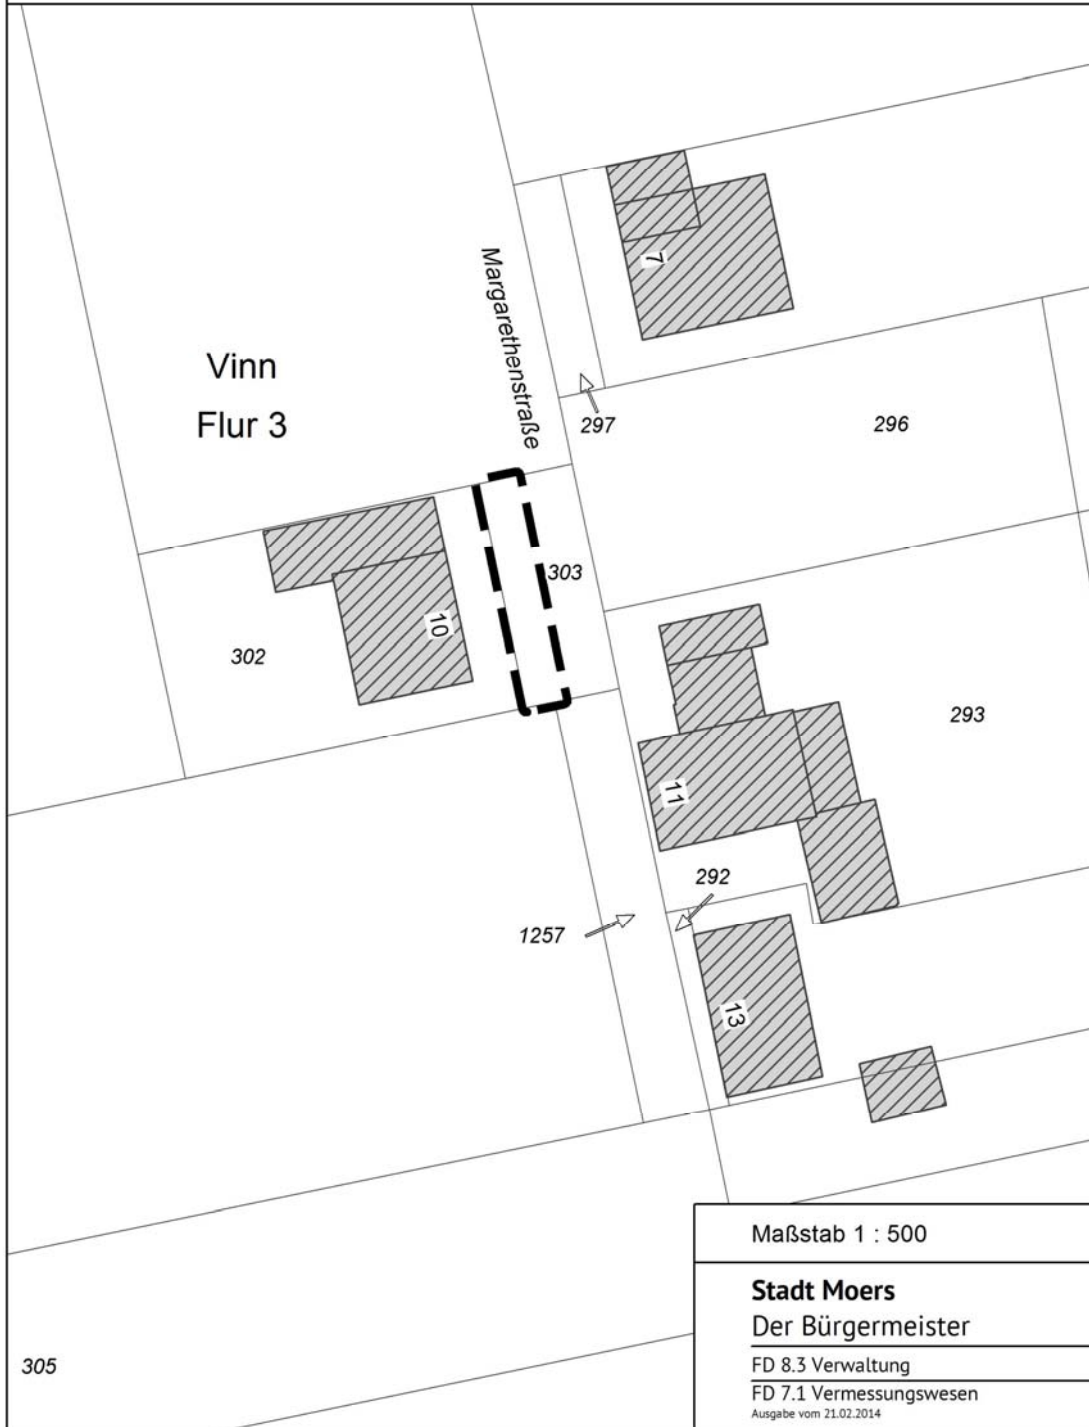 7
Margarethenstraße
Vinn
Flur 3
297
296
303
10
302
293
11
292
1257
13
Maßstab 1 : 500
Stadt Moers
Der Bürgermeister
FD 8.3 Verwaltung
305
FD 7.1 Vermessungswesen
Ausgabe vom 21.02.2014